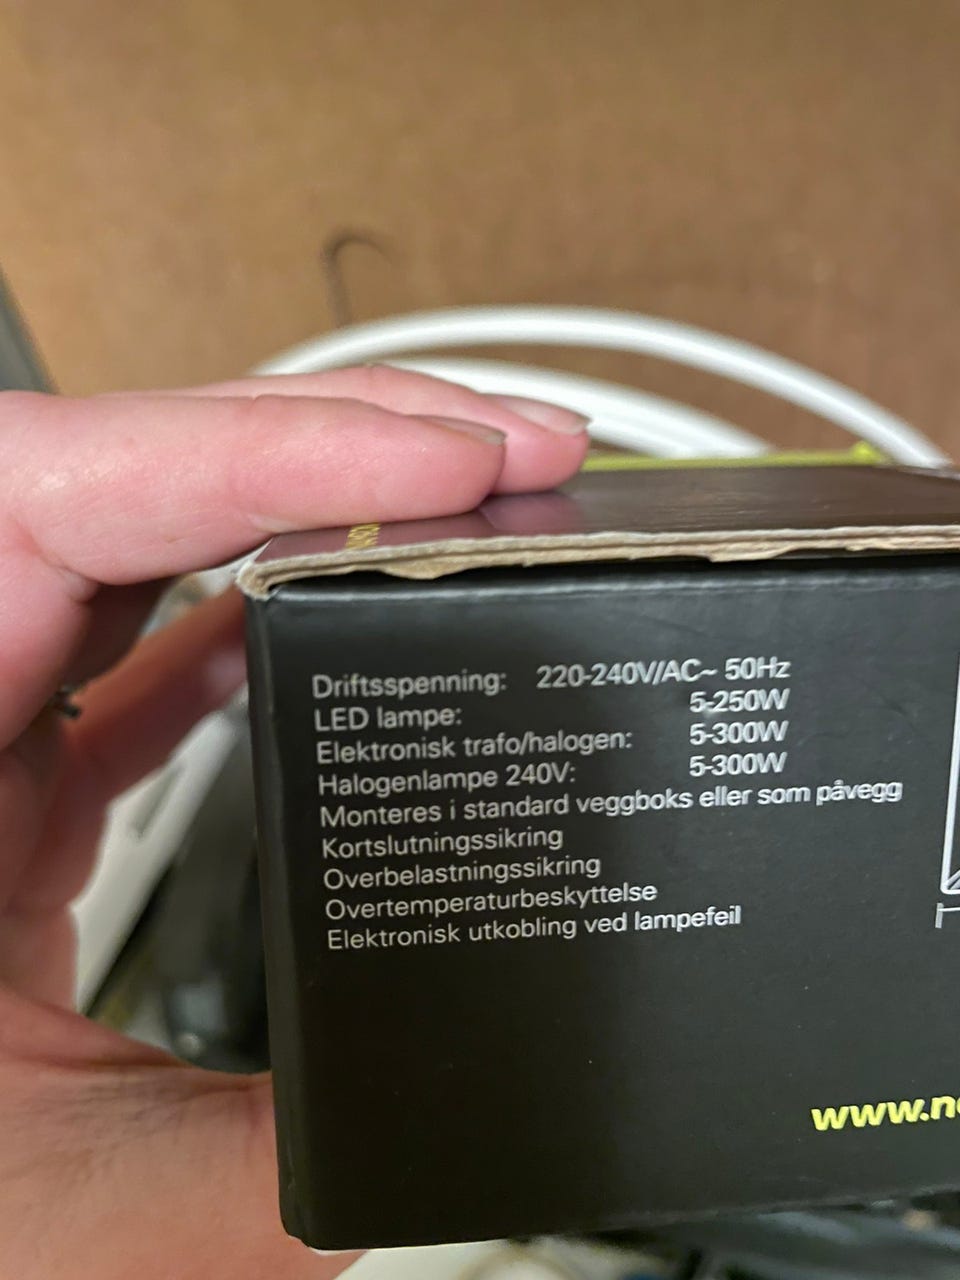 Driftsspenning: 220-240V/AC~ 50Hz
LED lampe: 5-250W
Elektronisk trafo/halogen: 5-300W
Halogenlampe 240V: 5-300W
Monteres i standard veggboks eller som påvegg
Kortslutningssikring
Overbelastningssikring
Overtemperaturbeskyttelse
Elektronisk utkobling ved lampefeil
www.n